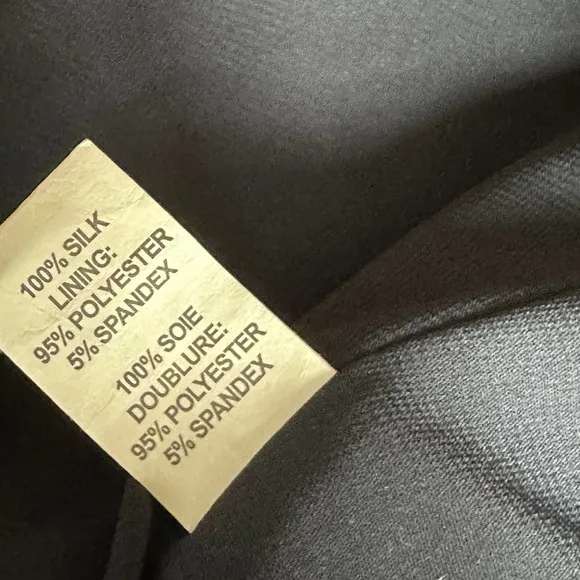 100% SILK
LINING:
95% POLYESTER
5% SPANDEX
100% SOIE
DOUBLURE:
95% POLYESTER
5% SPANDEX